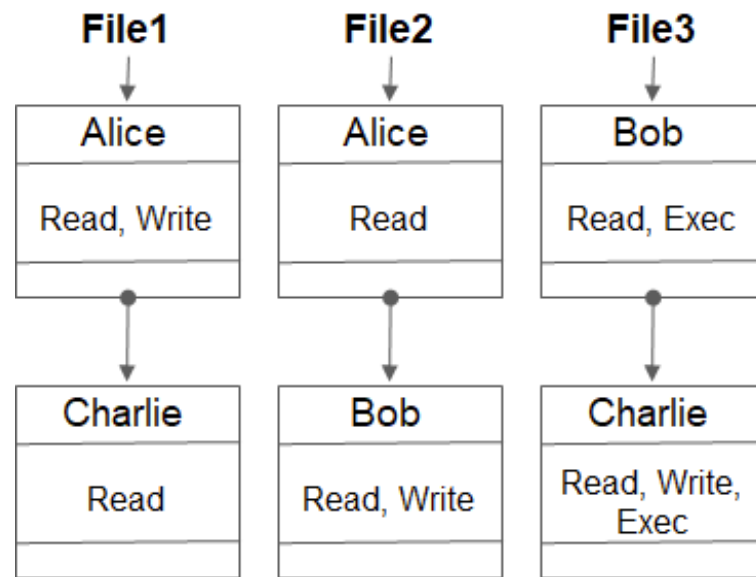 File1
File2
File3
Alice
Alice
Bob
Read, Write
Read
Read, Exec
Charlie
Bob
Charlie
Read
Read, Write
Read, Write,
Exec